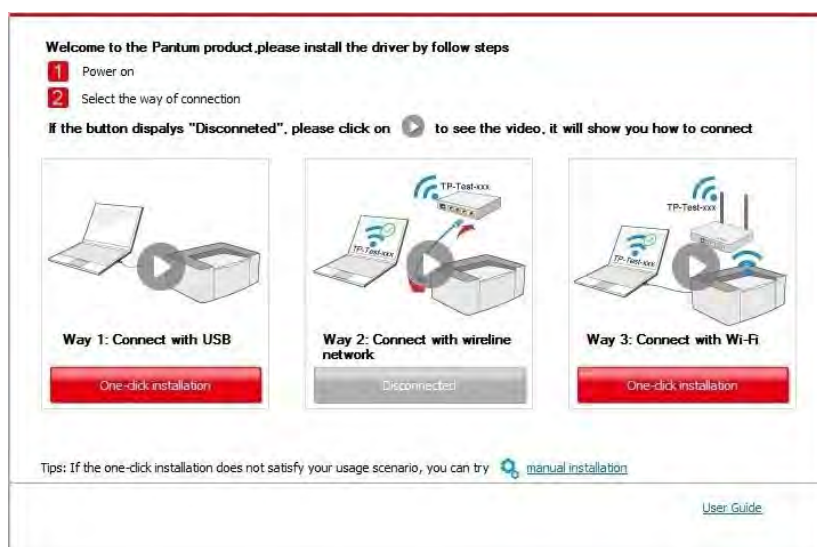 Welcome to the Pantum product,please install the driver by follow steps
1 Power on
2 Select the way of connection
If the button dispalys "Disconneted", please click on to see the video, it will show you how to connect
TP-Test-xxx
TP-Test-xxx
TP-Test-xxx
TP-Test-xxx
Way 1: Connect with USB
Way 2: Connect with wireline
network
Way 3: Connect with Wi-Fi
One-click installation
Disconnected
One-click installation
Tips: If the one-click installation does not satisfy your usage scenario, you can try manual installation
User Guide